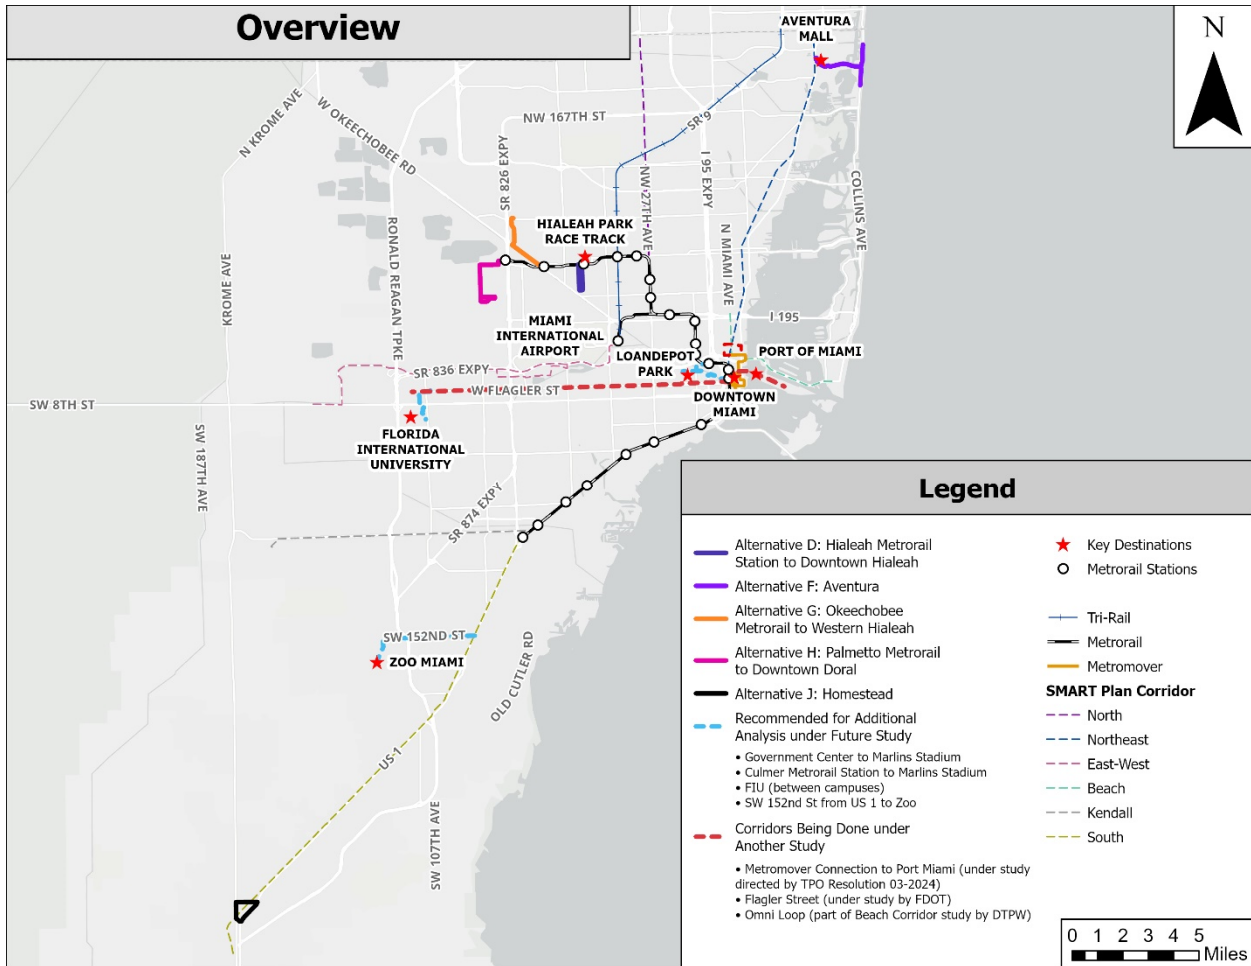 Overview
AVENTURA
MALL
N
N KROME AVE
W OKEECHOBEE RD
NW 167TH ST
SR 9
SR 826 EXPY
I 95 EXPY
NW 27TH AVE
COLLINS AVE
HIALEAH PARK
RACE TRACK
RONALD REAGAN TPKE
N MIAMI AVE
KROME AVE
MIAMI
INTERNATIONAL
AIRPORT
I 195
LOANDEPOT
PARK
PORT OF MIAMI
SR 836 EXPY
W FLAGLER ST
SW 8TH ST
DOWNTOWN
MIAMI
FLORIDA
INTERNATIONAL
UNIVERSITY
SW 187TH AVE
SR 874 EXPY
SW 152ND ST
ZOO MIAMI
OLD CUTLER RD
US-1
SW 107TH AVE
Legend
Alternative D: Hialeah Metrorail
Station to Downtown Hialeah
Alternative F: Aventura
Alternative G: Okeechobee
Metrorail to Western Hialeah
Alternative H: Palmetto Metrorail
to Downtown Doral
Alternative J: Homestead
Recommended for Additional
Analysis under Future Study
• Government Center to Marlins Stadium
• Culmer Metrorail Station to Marlins Stadium
• FIU (between campuses)
• SW 152nd St from US 1 to Zoo
Corridors Being Done under
Another Study
• Metromover Connection to Port Miami (under study
directed by TPO Resolution 03-2024)
• Flagler Street (under study by FDOT)
• Omni Loop (part of Beach Corridor study by DTPW)
Key Destinations
Metrorail Stations
Tri-Rail
Metrorail
Metromover
SMART Plan Corridor
North
Northeast
East-West
Beach
Kendall
South
0 1 2 3 4 5
Miles